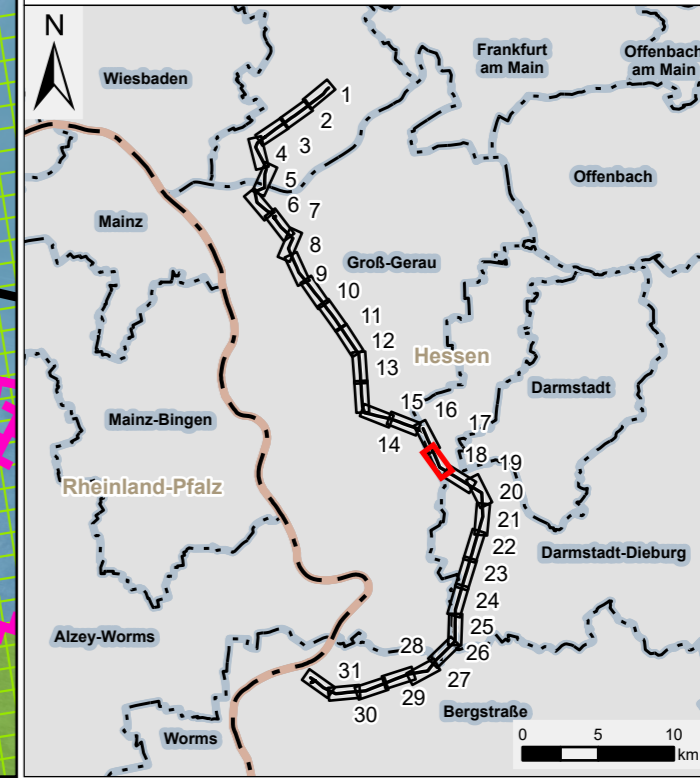 N
Wiesbaden
Frankfurt
am Main
Offenbach
am Main
1
2
3
4
5
6
7
8
9
10
11
12
13
14
15
16
17
18
19
20
21
22
23
24
25
26
27
28
29
30
31
Offenbach
Mainz
Groß-Gerau
Hessen
Darmstadt
Mainz-Bingen
Rheinland-Pfalz
Darmstadt-Dieburg
Alzey-Worms
Bergstraße
Worms
0 5 10
km